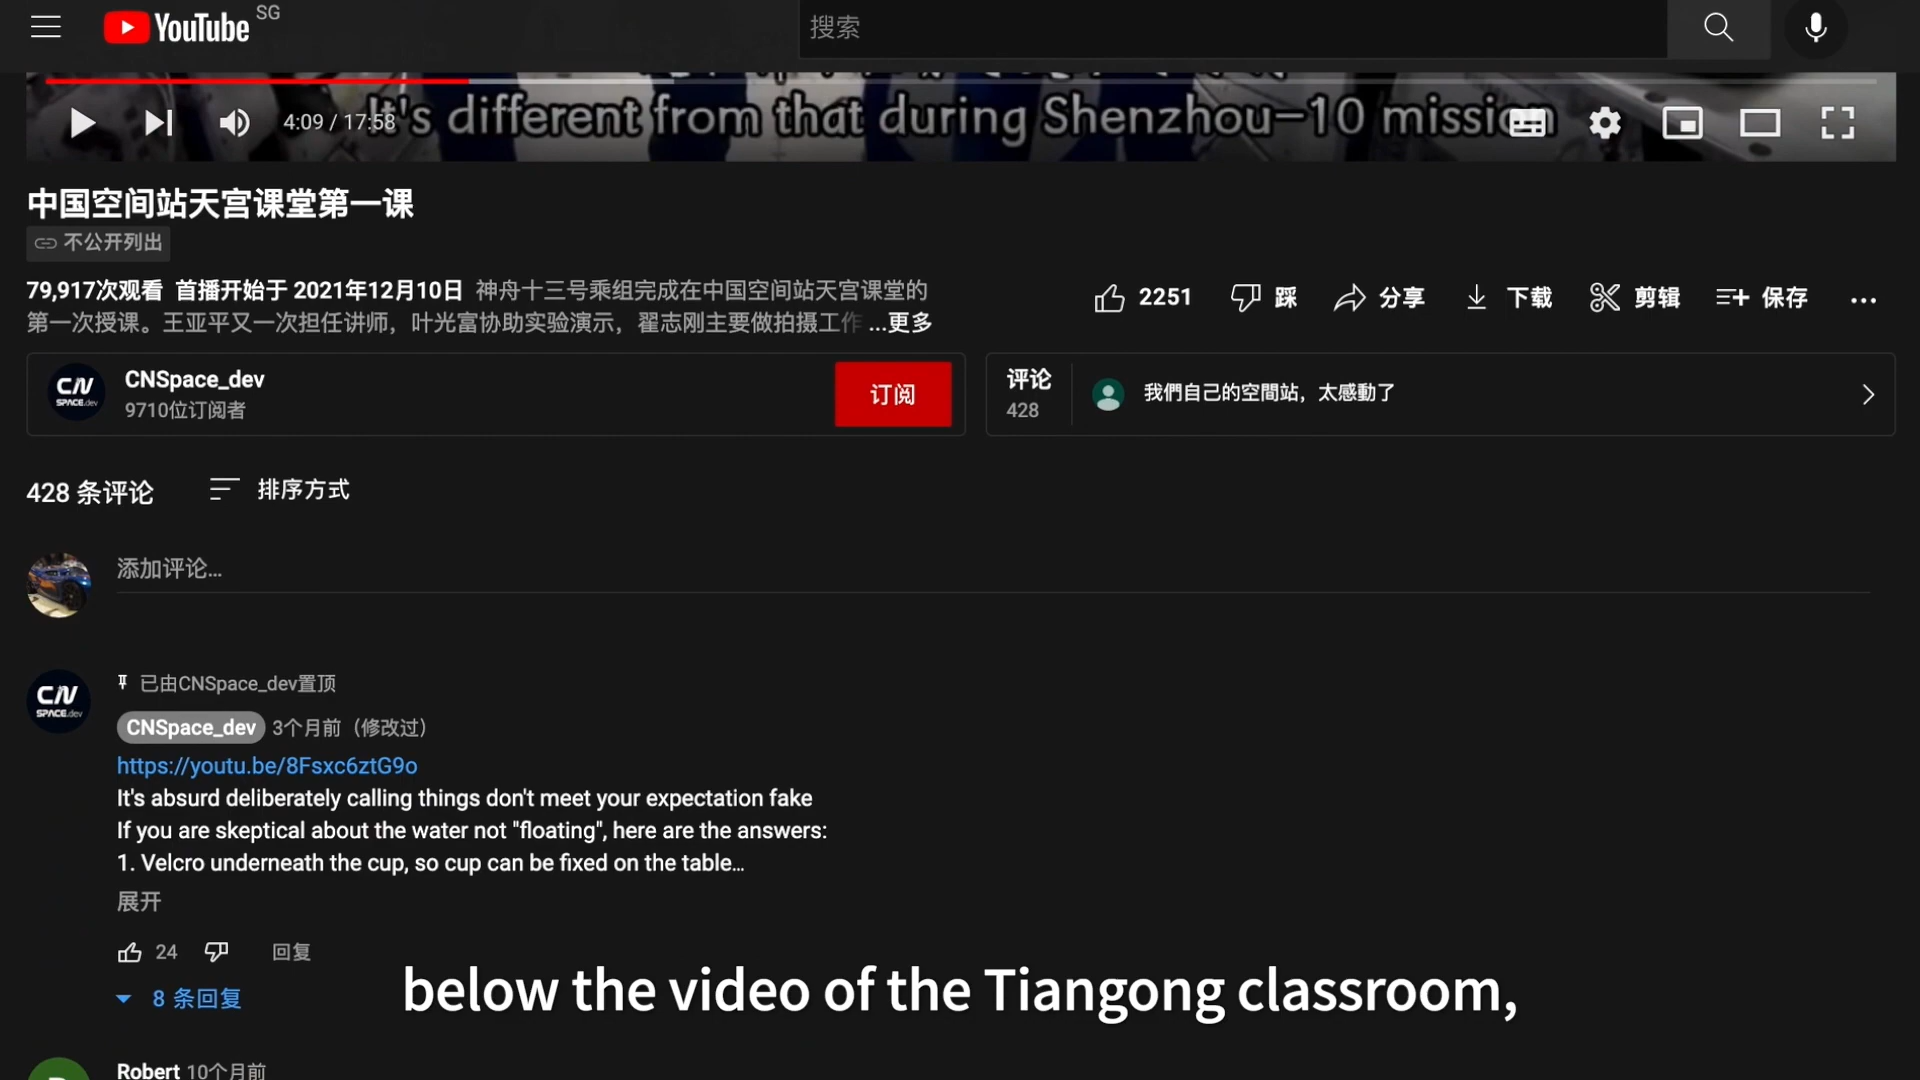 YouTube SG
搜索
4:09 / 17:58
It's different from that during Shenzhou-10 mission
中国空间站天宫课堂第一课
不公开列出
79,917次观看 首播开始于 2021年12月10日 神舟十三号乘组完成在中国空间站天宫课堂的
第一次授课。王亚平又一次担任讲师，叶光富协助实验演示，翟志刚主要做拍摄工作 ...更多
2251 踩 分享 下载 剪辑 保存
CN SPACE.dev
CNSpace_dev
9710位订阅者
订阅
评论
428
我們自己的空間站，太感動了
428 条评论 排序方式
添加评论...
CN SPACE.dev
已由CNSpace_dev置顶
CNSpace_dev 3个月前（修改过）
https://youtu.be/8Fsxc6ztG9o
It's absurd deliberately calling things don't meet your expectation fake
If you are skeptical about the water not "floating", here are the answers:
1. Velcro underneath the cup, so cup can be fixed on the table...
展开
24 回复
8 条回复
below the video of the Tiangong classroom,
Robert 10个月前